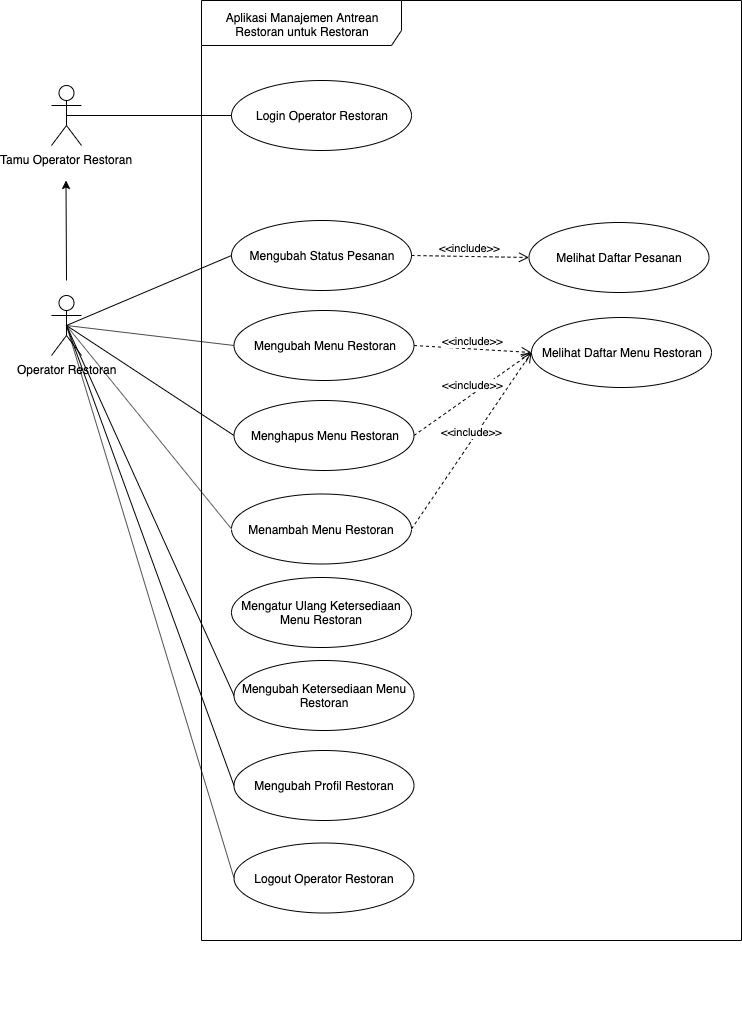 Aplikasi Manajemen Antrean
Restoran untuk Restoran
Login Operator Restoran
Tamu Operator Restoran
Mengubah Status Pesanan
<<include>>
Melihat Daftar Pesanan
Mengubah Menu Restoran
<<include>>
Melihat Daftar Menu Restoran
Operator Restoran
<<include>>
Menghapus Menu Restoran
<<include>>
Menambah Menu Restoran
Mengatur Ulang Ketersediaan
Menu Restoran
Mengubah Ketersediaan Menu
Restoran
Mengubah Profil Restoran
Logout Operator Restoran